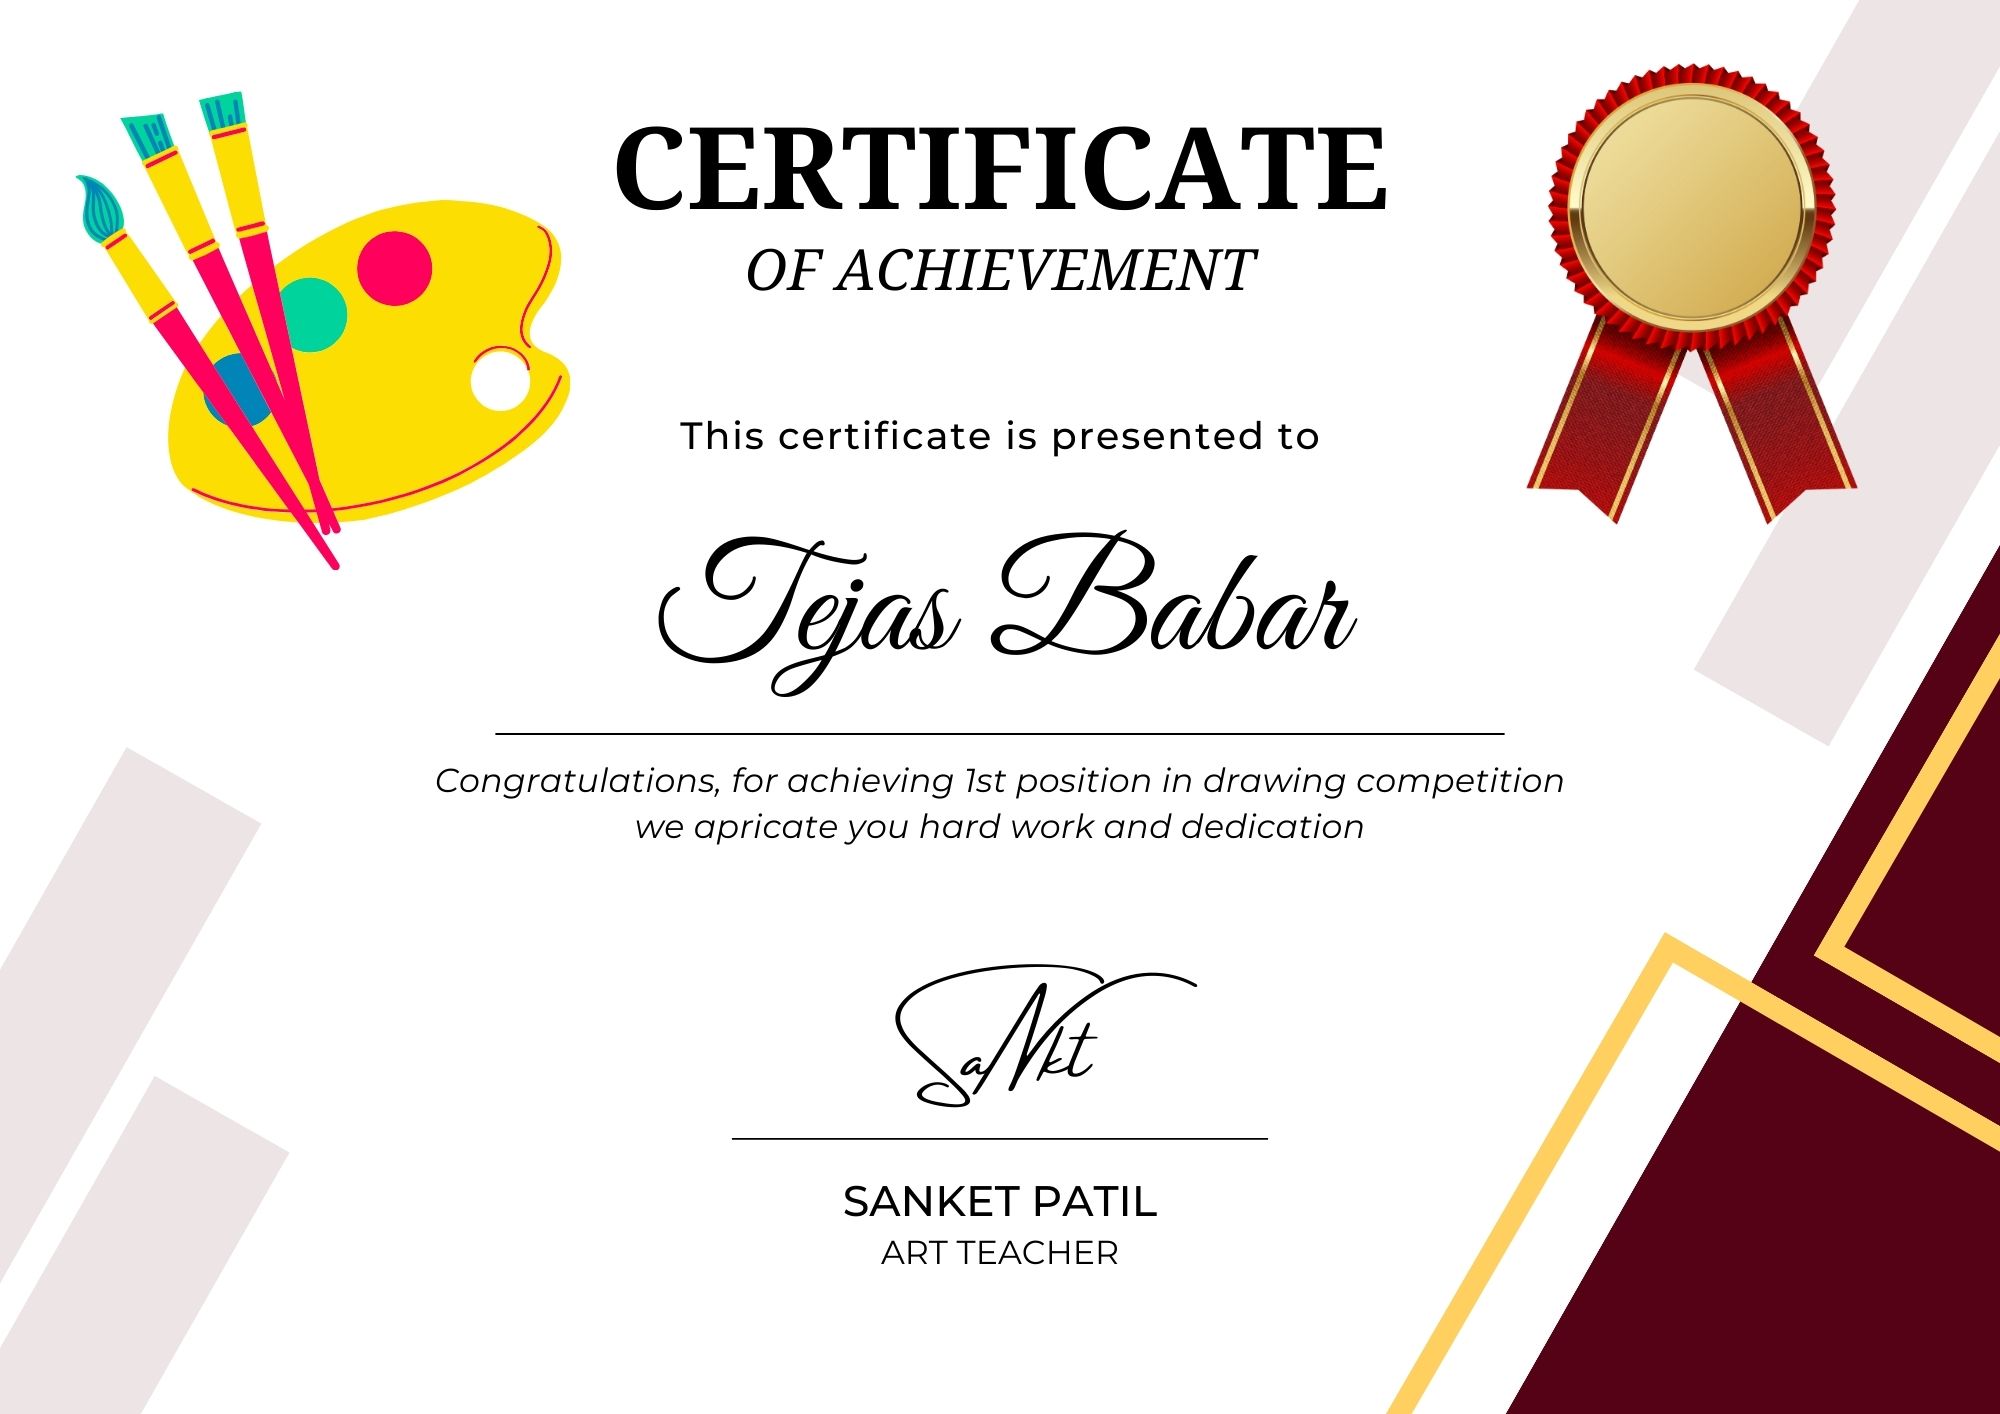 CERTIFICATE
OF ACHIEVEMENT
This certificate is presented to
Tejas Babar
Congratulations, for achieving 1st position in drawing competition
we apricate you hard work and dedication
SaNkt
SANKET PATIL
ART TEACHER